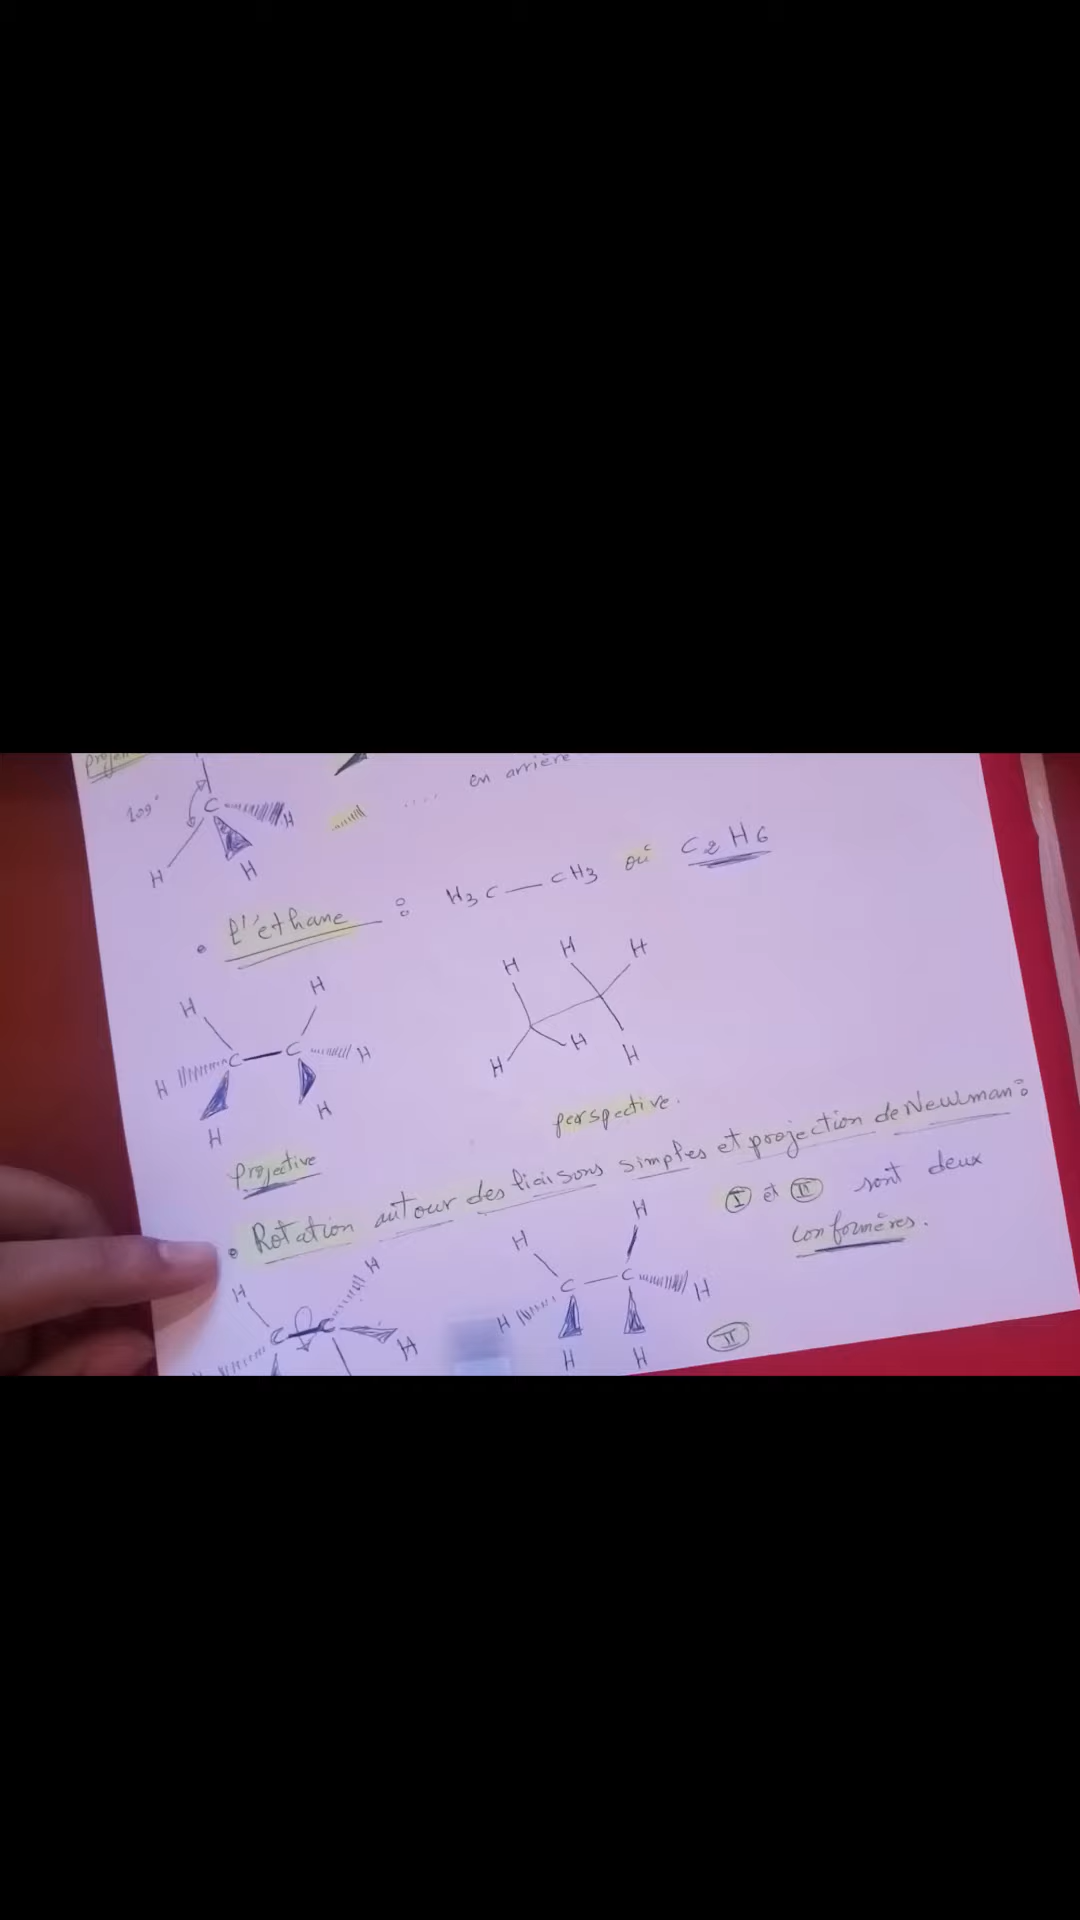 109°
C
H
H
H
.... en arrière
• l'éthane : H3C — CH3 où C2H6
H H H H H
H C — C H
H H H
H H
projective
perspective.
• Rotation autour des liaisons simples et projection de Newman :
I et II sont deux
conformères.
H H H H
C — C C — C H
H H
H H
II